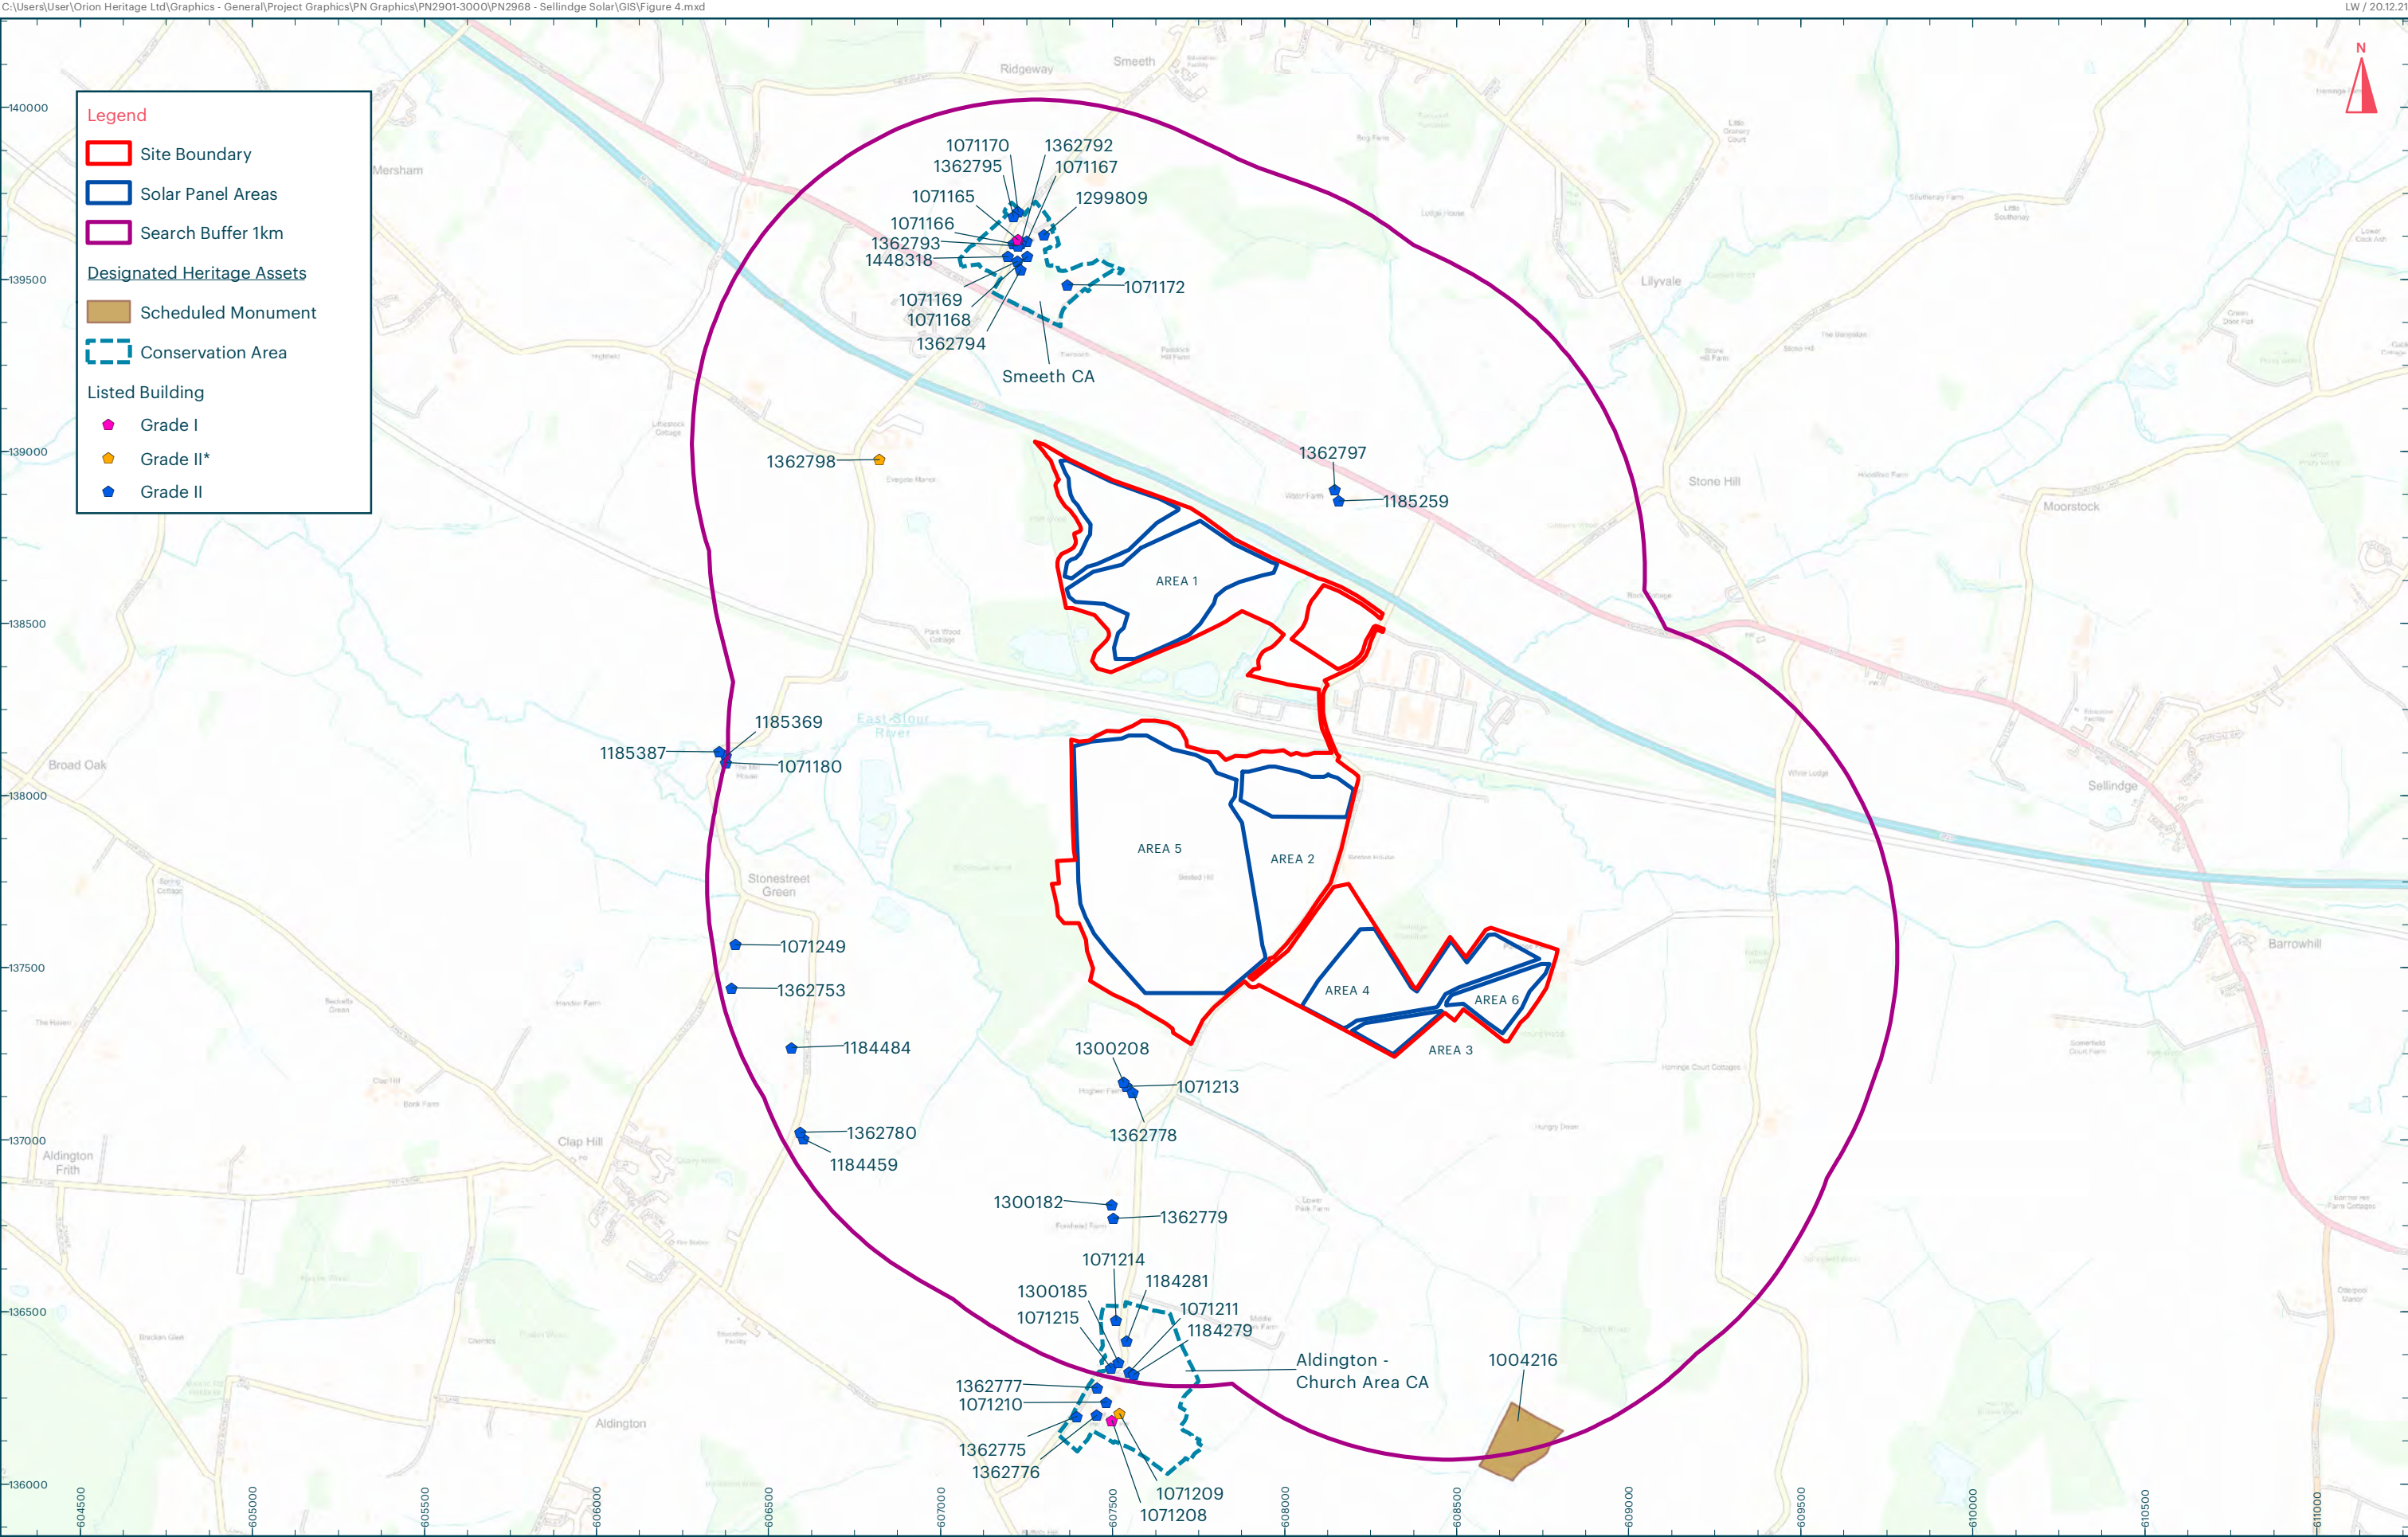 C:\Users\User\Orion Heritage Ltd\Graphics - General\Project Graphics\PN Graphics\PN2901-3000\PN2968 - Sellindge Solar\GIS\Figure 4.mxd
LW / 20.12.21
N
Legend
Site Boundary
Solar Panel Areas
Search Buffer 1km
Designated Heritage Assets
Scheduled Monument
Conservation Area
Listed Building
Grade I
Grade II*
Grade II
Ridgeway
Smeeth
Mersham
1071170
1362792
1362795
1071167
1071165
1299809
1071166
1362793
1448318
1071172
1071169
1071168
1362794
Smeeth CA
Lilyvale
1362798
1362797
1185259
Stone Hill
Moorstock
AREA 1
East Stour
River
1185369
1185387
1071180
Broad Oak
Sellindge
Stonestreet
Green
AREA 5
AREA 2
1071249
1362753
Barrowhill
AREA 4
AREA 6
AREA 3
1184484
1300208
1071213
1362778
1362780
1184459
Clap Hill
Aldington
Frith
1300182
1362779
1071214
1184281
1300185
1071211
1071215
1184279
Aldington -
Church Area CA
1004216
1362777
1071210
1362775
1362776
1071209
1071208
Aldington
140000
139500
139000
138500
138000
137500
137000
136500
136000
604500
605000
605500
606000
606500
607000
607500
608000
608500
609000
609500
610000
610500
611000